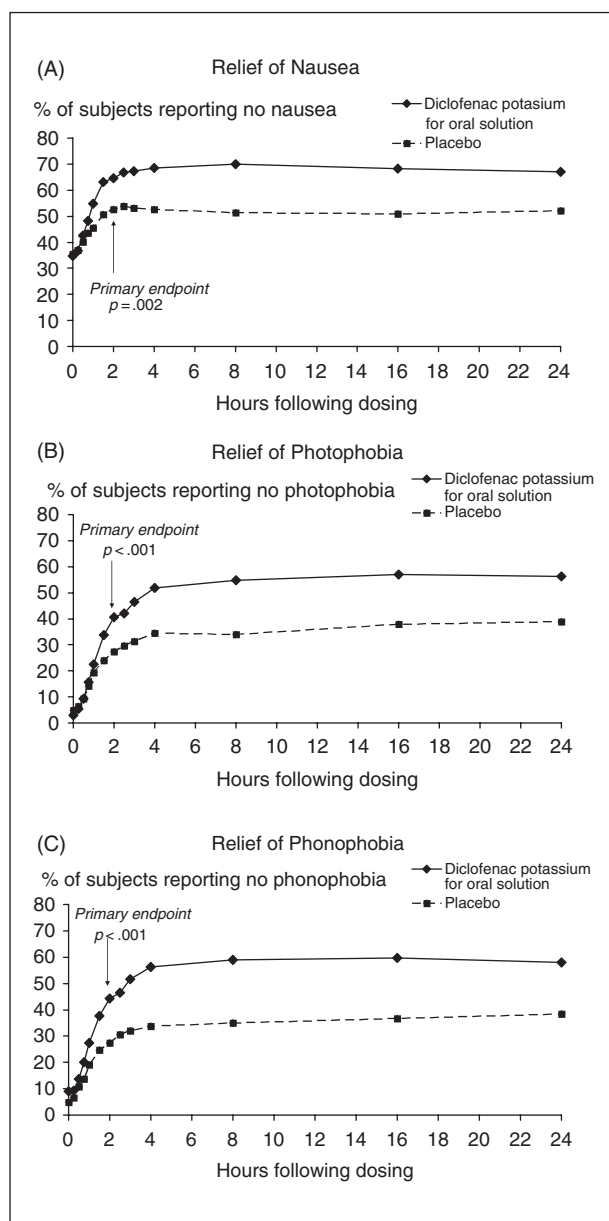 (A) Relief of Nausea
% of subjects reporting no nausea
Diclofenac potasium
for oral solution
Placebo
80
70
60
50
40
30
20
10
0
Primary endpoint
p = .002
0 2 4 6 8 10 12 14 16 18 20 22 24
Hours following dosing
(B) Relief of Photophobia
% of subjects reporting no photophobia
Diclofenac potassium
for oral solution
Placebo
80
70
60
50
40
30
20
10
0
Primary endpoint
p < .001
0 2 4 6 8 10 12 14 16 18 20 22 24
Hours following dosing
(C) Relief of Phonophobia
% of subjects reporting no phonophobia
Diclofenac potassium
for oral solution
Placebo
80
70
60
50
40
30
20
10
0
Primary endpoint
p < .001
0 2 4 6 8 10 12 14 16 18 20 22 24
Hours following dosing